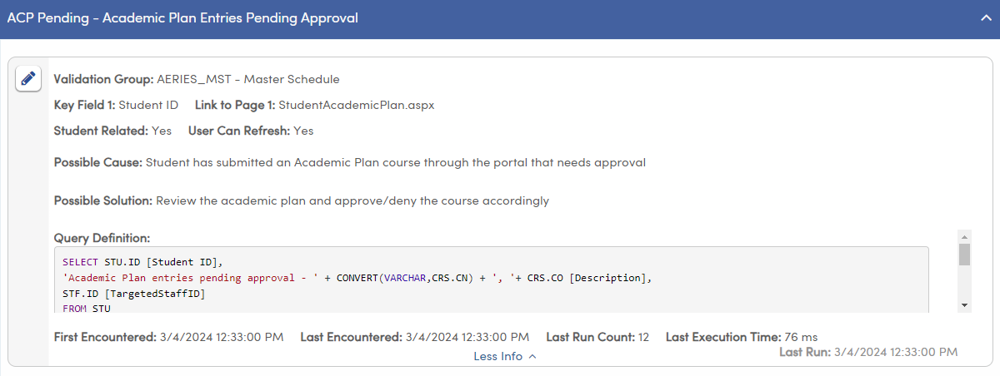 ACP Pending - Academic Plan Entries Pending Approval
Validation Group: AERIES_MST - Master Schedule
Key Field 1: Student ID Link to Page 1: StudentAcademicPlan.aspx
Student Related: Yes User Can Refresh: Yes
Possible Cause: Student has submitted an Academic Plan course through the portal that needs approval
Possible Solution: Review the academic plan and approve/deny the course accordingly
Query Definition:
SELECT STU.ID [Student ID],
'Academic Plan entries pending approval - ' + CONVERT(VARCHAR,CRS.CN) + ', '+ CRS.CO [Description],
STF.ID [TargetedStaffID]
FROM STU
First Encountered: 3/4/2024 12:33:00 PM Last Encountered: 3/4/2024 12:33:00 PM Last Run Count: 12 Last Execution Time: 76 ms
Last Run: 3/4/2024 12:33:00 PM
Less Info